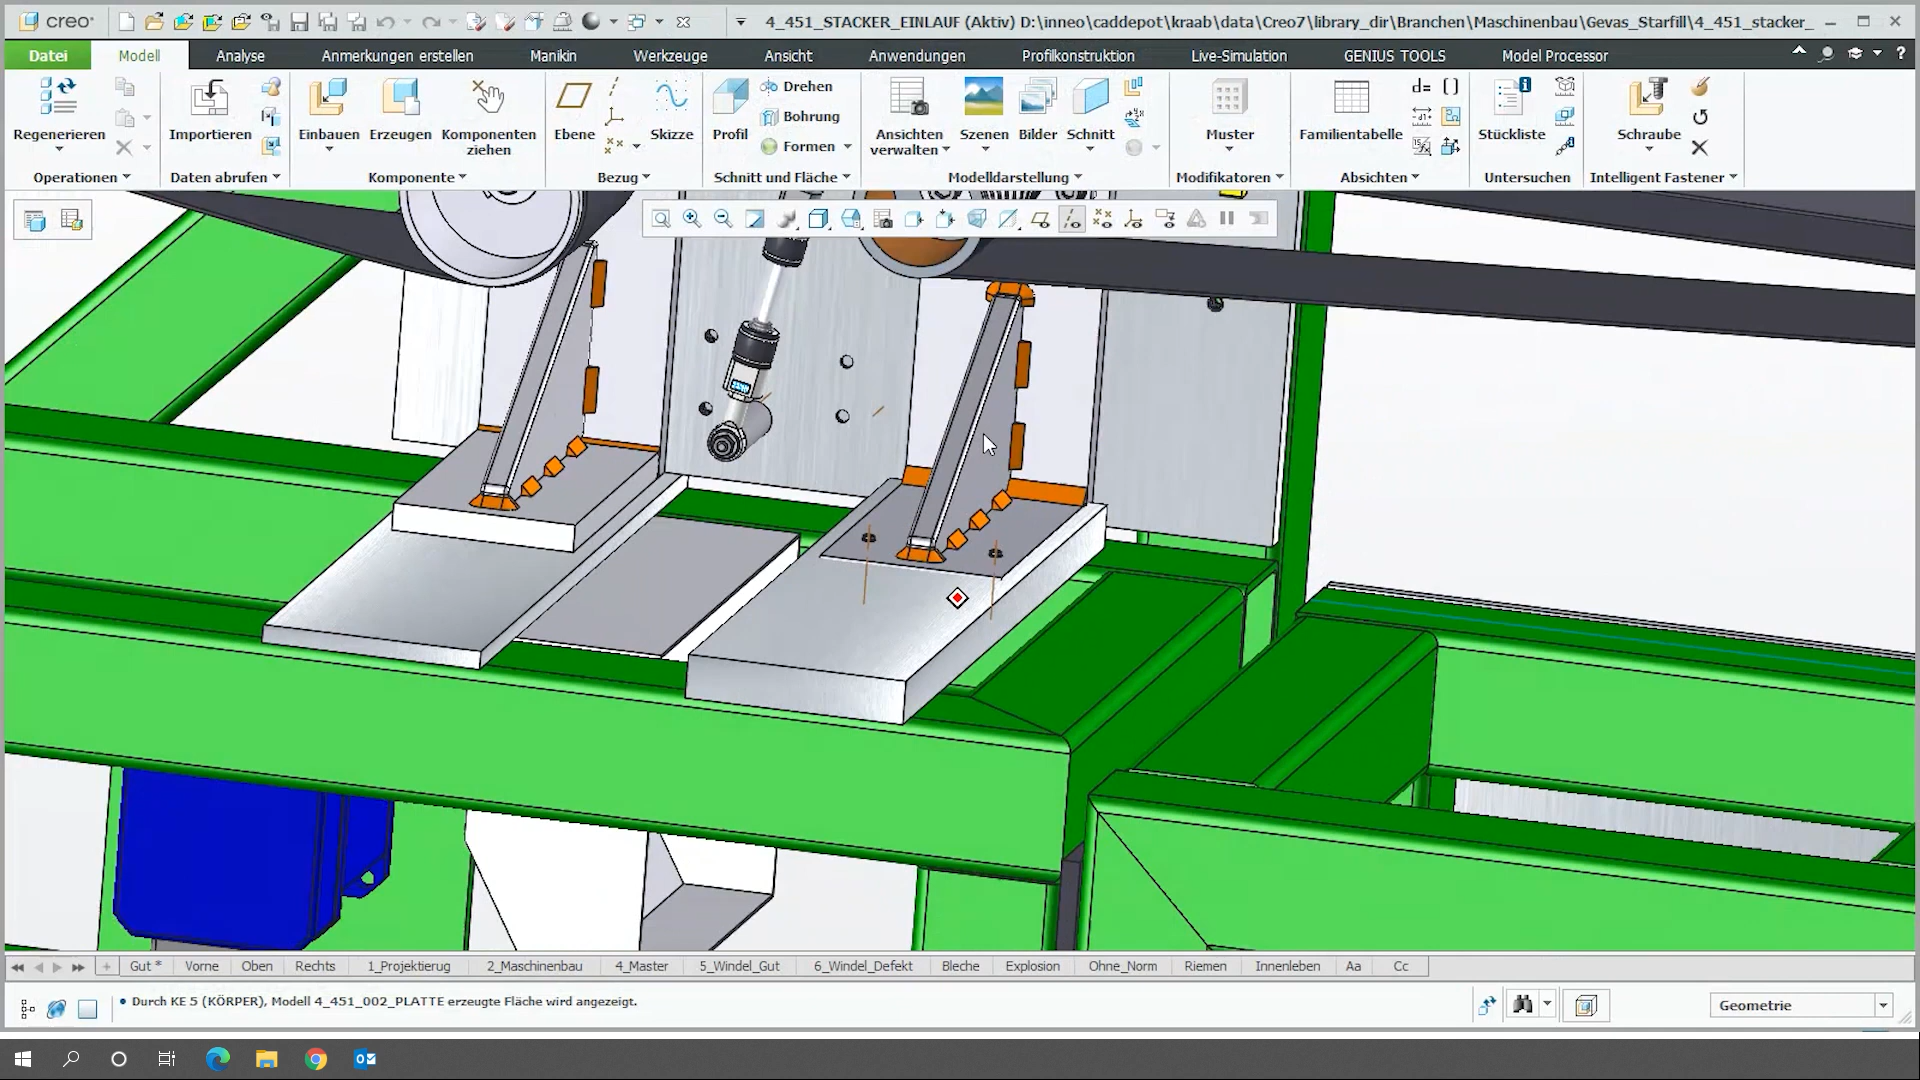 creo
4_451_STACKER_EINLAUF (Aktiv) D:\inneo\caddepot\kraab\data\Creo7\library_dir\Branchen\Maschinenbau\Gevas_Starfill\4_451_stacker_
Datei Modell Analyse Anmerkungen erstellen Manikin Werkzeuge Ansicht Anwendungen Profilkonstruktion Live-Simulation GENIUS TOOLS Model Processor
Regenerieren
Operationen
Importieren
Daten abrufen
Einbauen Erzeugen Komponenten ziehen
Komponente
Ebene Skizze
Bezug
Profil Drehen
Bohrung
Formen
Schnitt und Fläche
Ansichten verwalten Szenen Bilder Schnitt
Modelldarstellung
Muster
Modifikatoren
Familientabelle d= [ ]
Absichten
Stückliste
Untersuchen
Schraube
Intelligent Fastener
Gut * Vorne Oben Rechts 1_Projektierug 2_Maschinenbau 4_Master 5_Windel_Gut 6_Windel_Defekt Bleche Explosion Ohne_Norm Riemen Innenleben Aa Cc
• Durch KE 5 (KÖRPER), Modell 4_451_002_PLATTE erzeugte Fläche wird angezeigt.
Geometrie